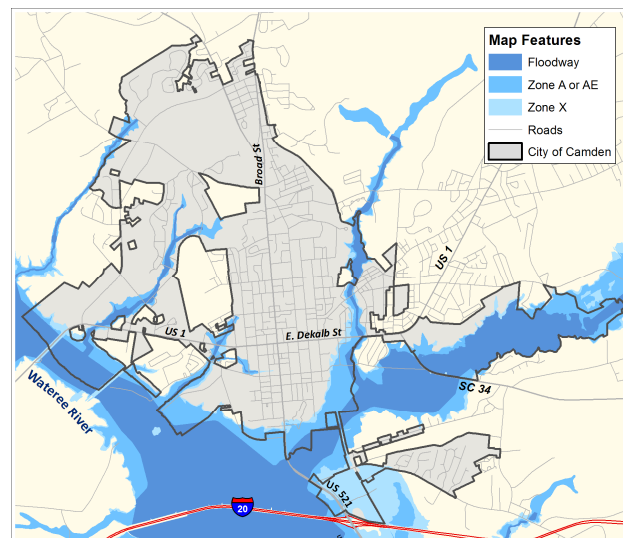 Map Features
Floodway
Zone A or AE
Zone X
Roads
City of Camden
Broad St
US 1
US 1
E. Dekalb St
SC 34
Wateree River
US 521
20